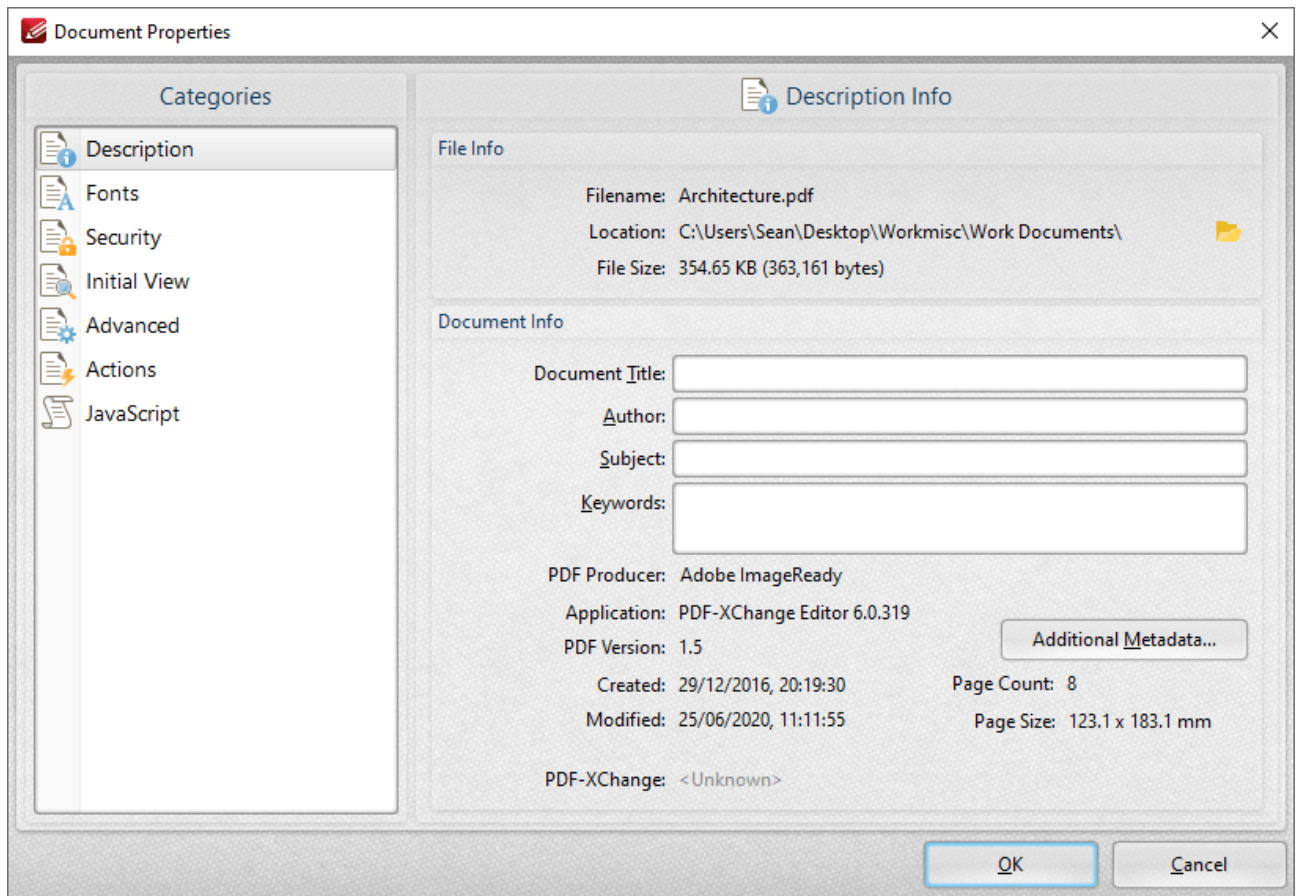 Document Properties
Categories
Description
Fonts
Security
Initial View
Advanced
Actions
JavaScript
Description Info
File Info
Filename: Architecture.pdf
Location: C:\Users\Sean\Desktop\Workmisc\Work Documents\
File Size: 354.65 KB (363,161 bytes)
Document Info
Document Title:
Author:
Subject:
Keywords:
PDF Producer: Adobe ImageReady
Application: PDF-XChange Editor 6.0.319
PDF Version: 1.5
Additional Metadata...
Created: 29/12/2016, 20:19:30
Page Count: 8
Modified: 25/06/2020, 11:11:55
Page Size: 123.1 x 183.1 mm
PDF-XChange: <Unknown>
OK
Cancel